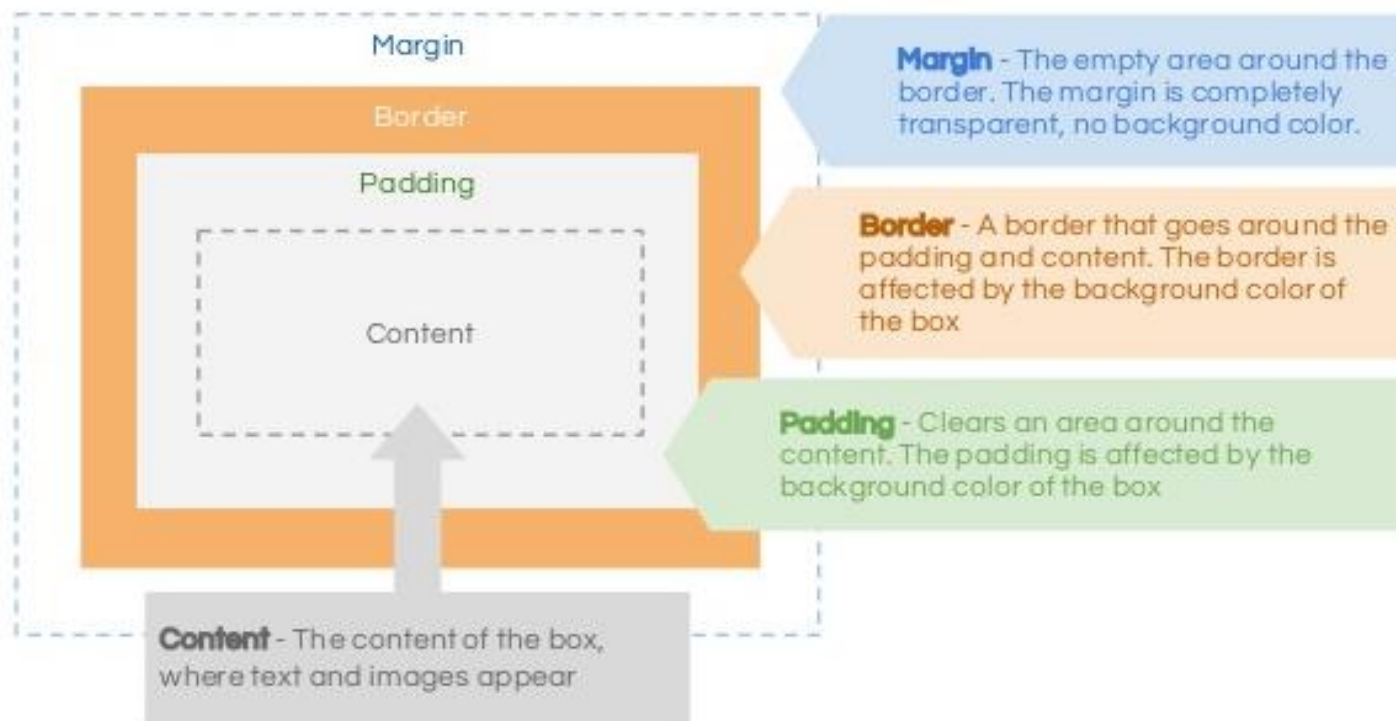 Margin
Border
Padding
Content
Margin - The empty area around the
border. The margin is completely
transparent, no background color.
Border - A border that goes around the
padding and content. The border is
affected by the background color of
the box
Padding - Clears an area around the
content. The padding is affected by the
background color of the box
Content - The content of the box,
where text and images appear